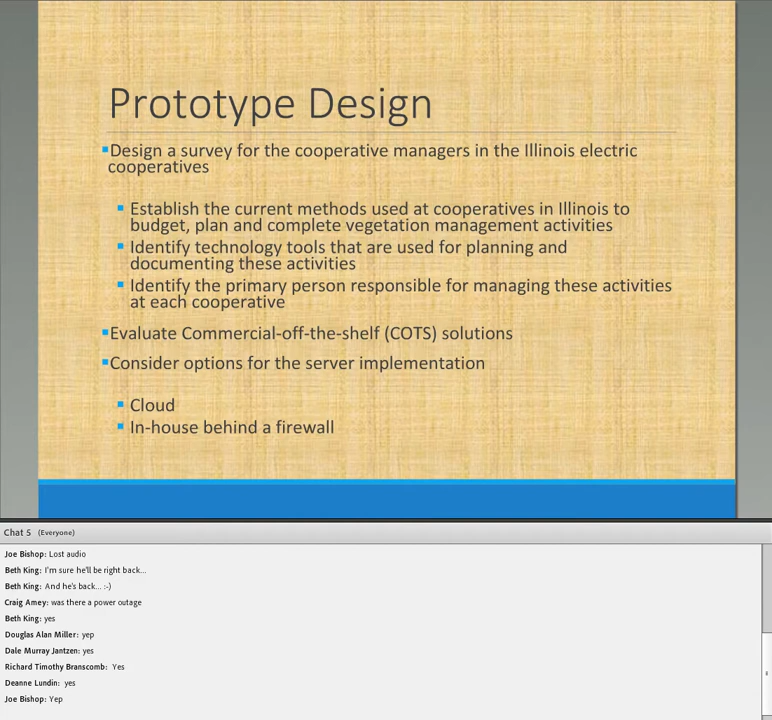 Prototype Design
▪Design a survey for the cooperative managers in the Illinois electric
cooperatives
▪ Establish the current methods used at cooperatives in Illinois to
budget, plan and complete vegetation management activities
▪ Identify technology tools that are used for planning and
documenting these activities
▪ Identify the primary person responsible for managing these activities
at each cooperative
▪Evaluate Commercial-off-the-shelf (COTS) solutions
▪Consider options for the server implementation
▪ Cloud
▪ In-house behind a firewall
Chat 5 (Everyone)
Joe Bishop: Lost audio
Beth King: I'm sure he'll be right back...
Beth King: And he's back... :-)
Craig Amey: was there a power outage
Beth King: yes
Douglas Alan Miller: yep
Dale Murray Jantzen: yes
Richard Timothy Branscomb: Yes
Deanne Lundin: yes
Joe Bishop: Yep